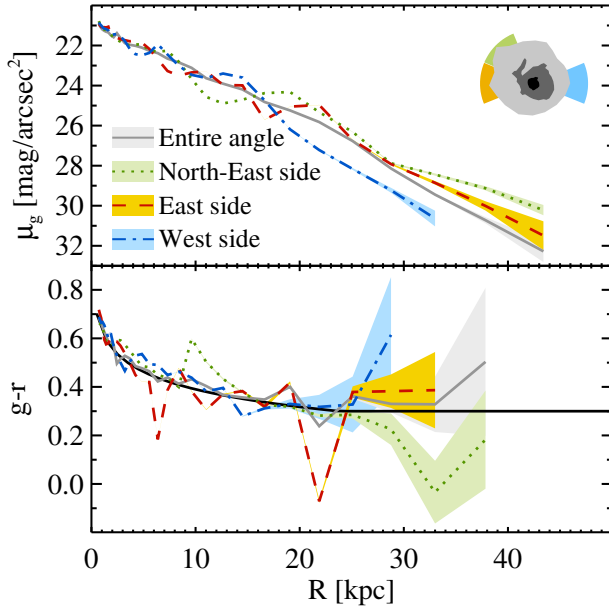 20
22
24
26
28
30
32
μg [mag/arcsec²]
Entire angle
North-East side
East side
West side
0.8
0.6
0.4
0.2
0.0
g-r
0 10 20 30 40
R [kpc]